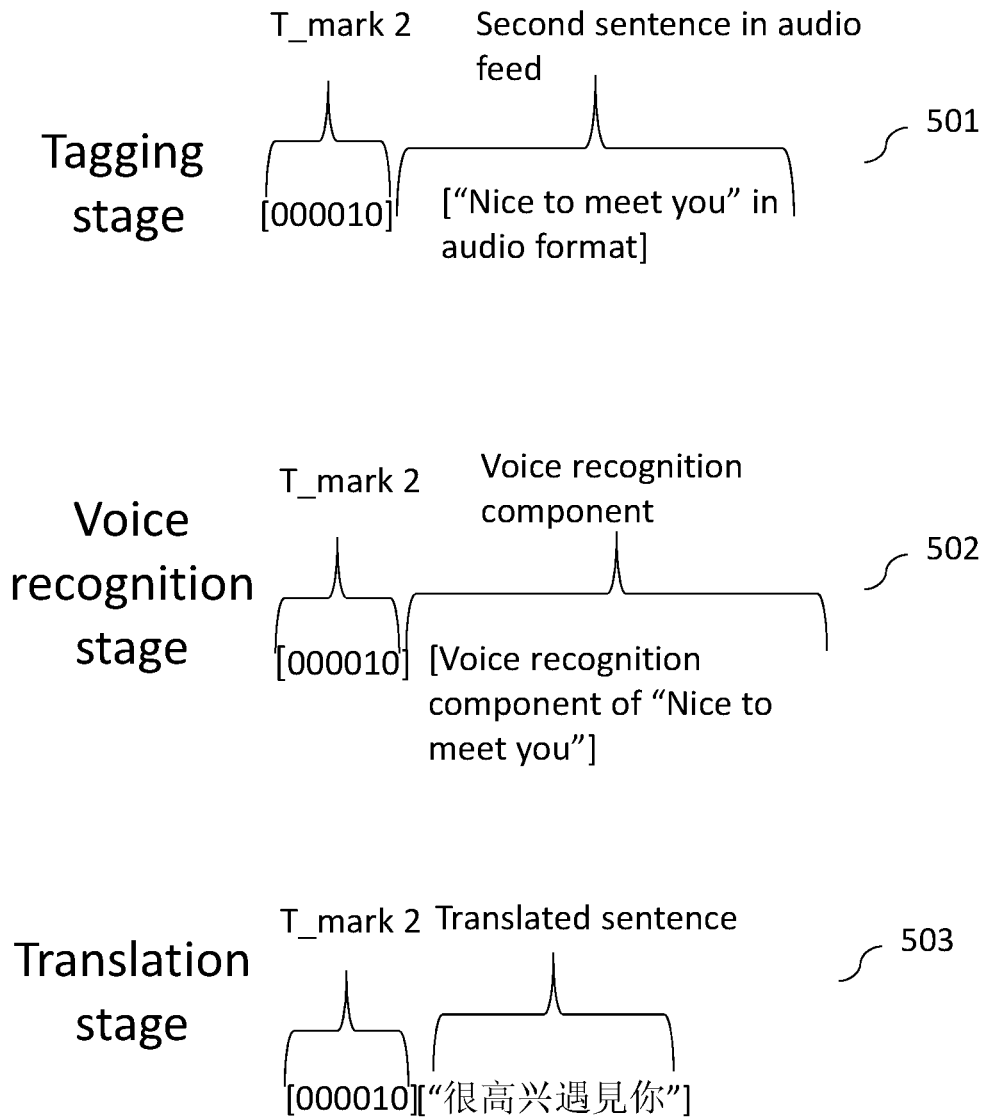 T_mark 2
Second sentence in audio
feed
501
Tagging
stage
[000010]
[“Nice to meet you” in
audio format]
T_mark 2
Voice recognition
component
502
Voice
recognition
stage
[000010]
[Voice recognition
component of “Nice to
meet you”]
T_mark 2
Translated sentence
503
Translation
stage
[000010][“很高兴遇見你”]